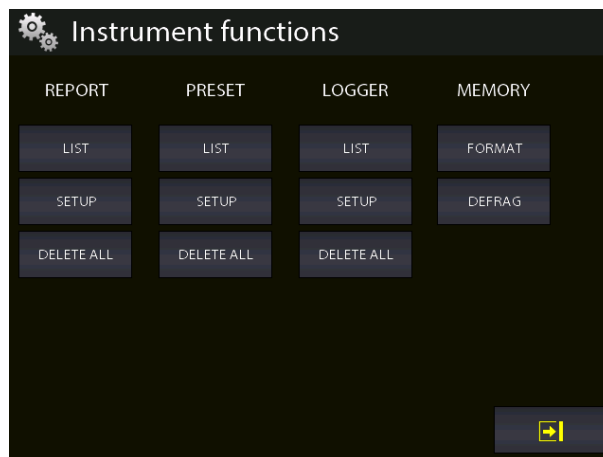 Instrument functions
REPORT PRESET LOGGER MEMORY
LIST LIST LIST FORMAT
SETUP SETUP SETUP DEFRAG
DELETE ALL DELETE ALL DELETE ALL